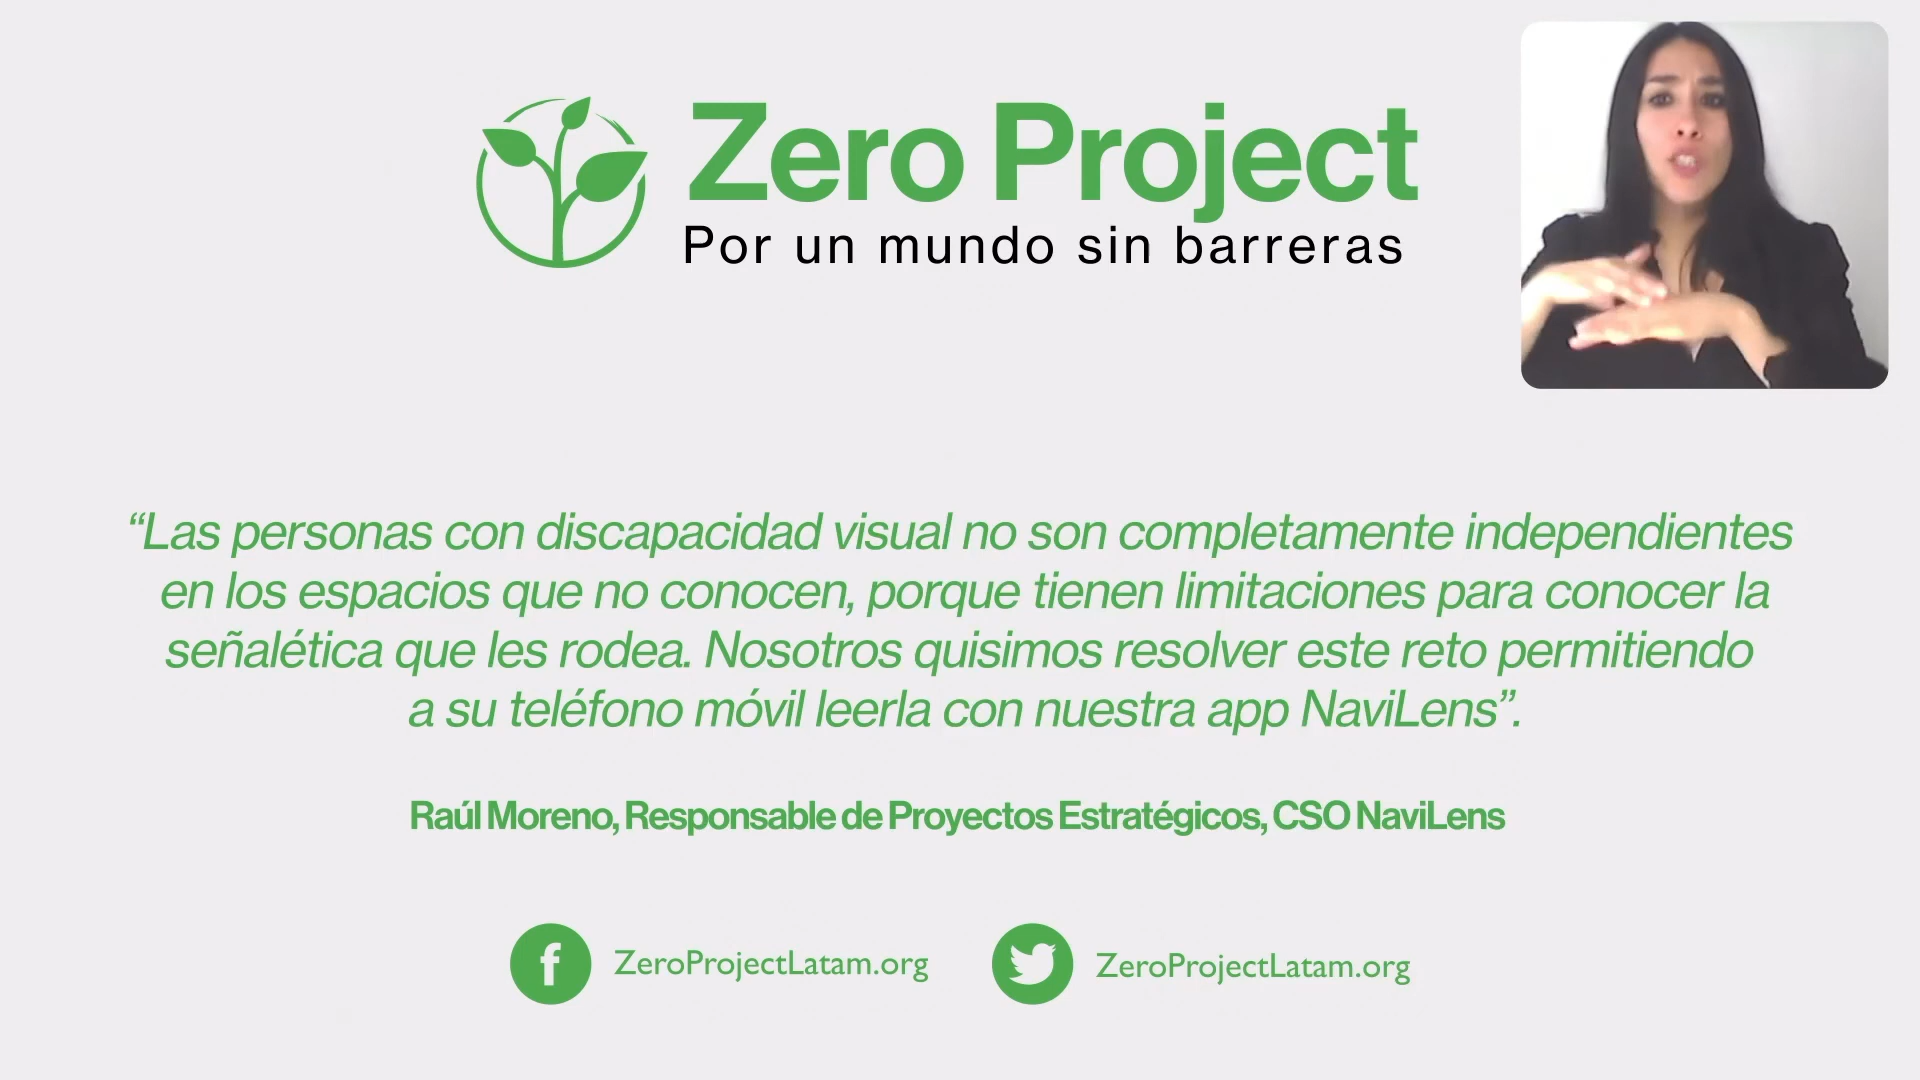 Zero Project
Por un mundo sin barreras
“Las personas con discapacidad visual no son completamente independientes
en los espacios que no conocen, porque tienen limitaciones para conocer la
señalética que les rodea. Nosotros quisimos resolver este reto permitiendo
a su teléfono móvil leerla con nuestra app NaviLens”.
Raúl Moreno, Responsable de Proyectos Estratégicos, CSO NaviLens
f ZeroProjectLatam.org ZeroProjectLatam.org